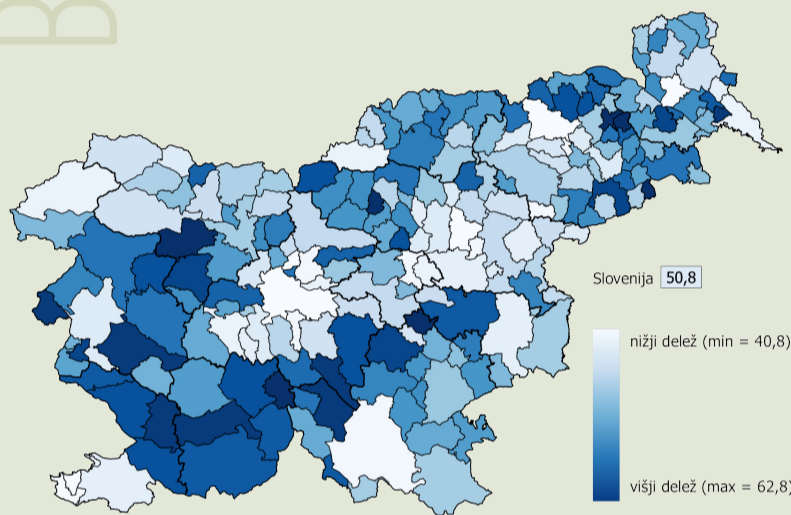 B
Slovenija 50,8
nižji delež (min = 40,8)
višji delež (max = 62,8)